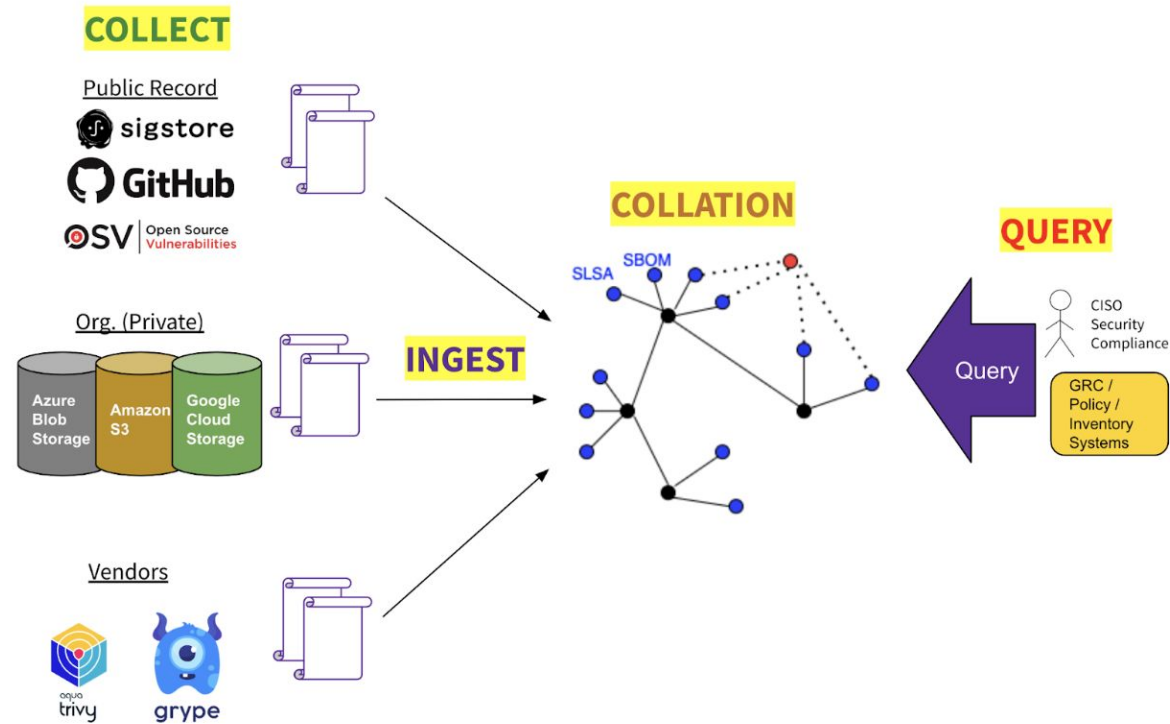 COLLECT
Public Record
sigstore
GitHub
OSV
Open Source
Vulnerabilities
Org. (Private)
Azure
Blob
Storage
Amazon
S3
Google
Cloud
Storage
Vendors
aqua
trivy
grype
INGEST
COLLATION
SLSA
SBOM
QUERY
Query
CISO
Security
Compliance
GRC /
Policy /
Inventory
Systems